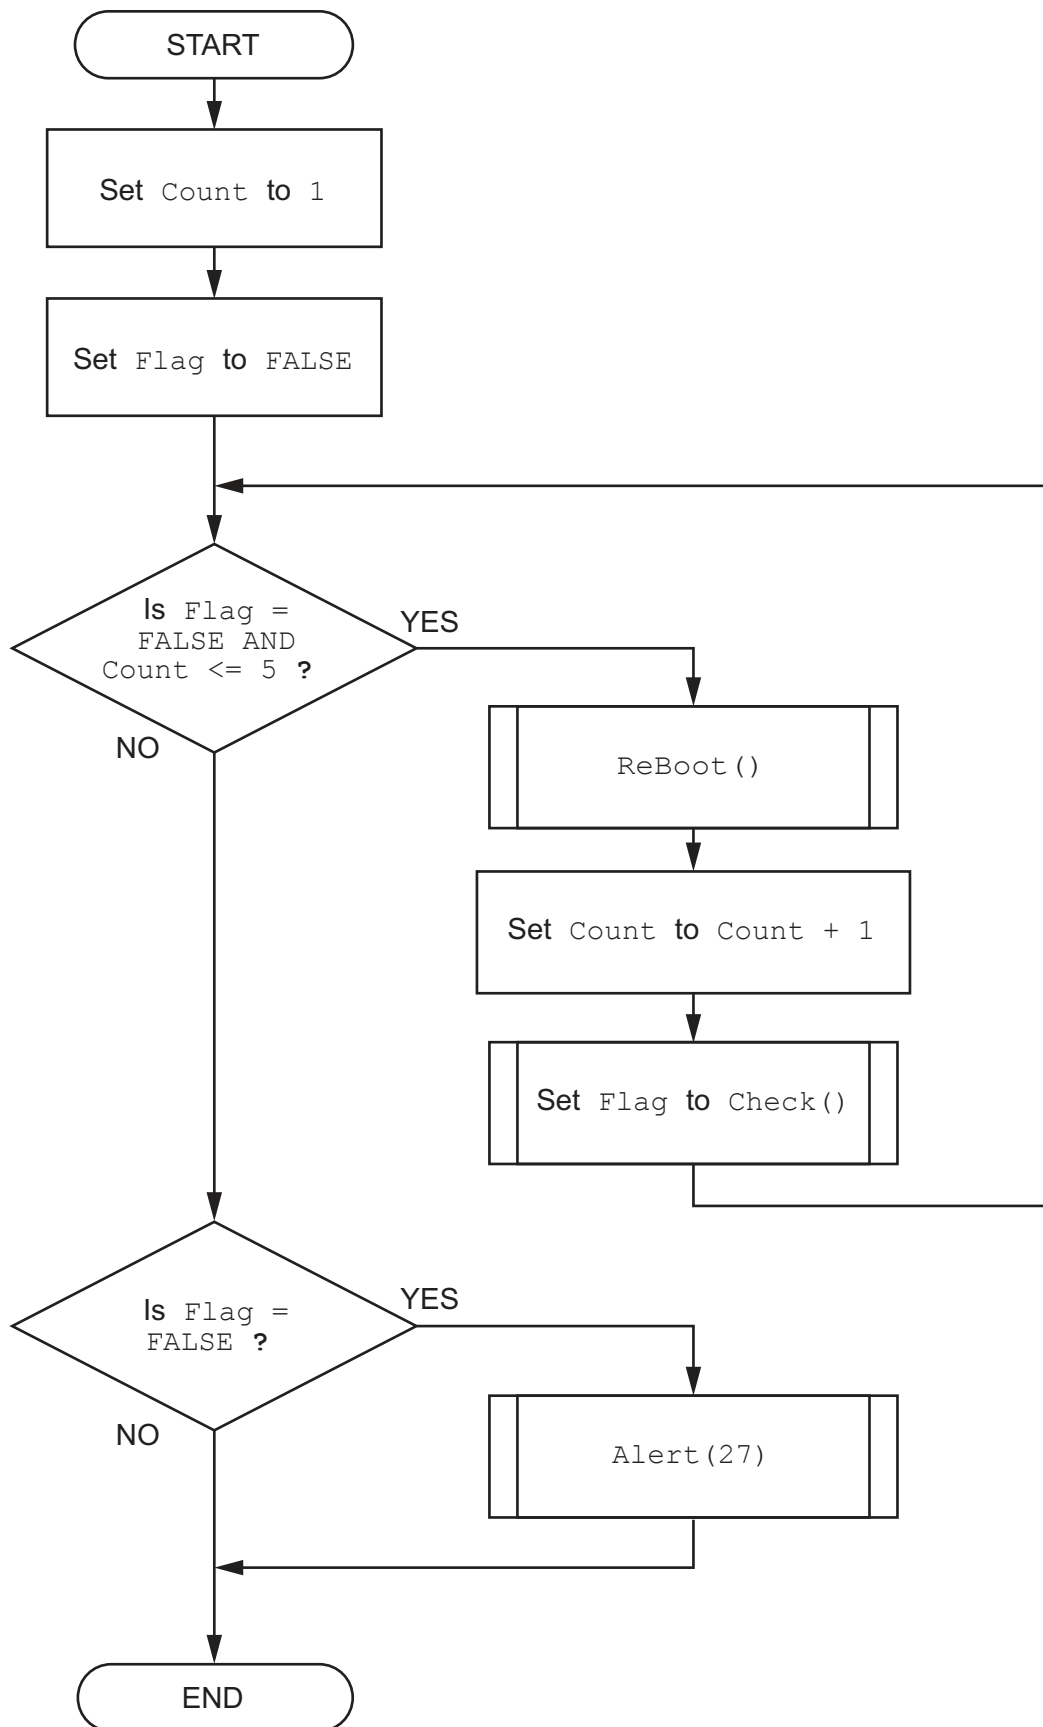 START
Set Count to 1
Set Flag to FALSE
Is Flag =
FALSE AND
Count <= 5 ?
YES
NO
ReBoot()
Set Count to Count + 1
Set Flag to Check()
Is Flag =
FALSE ?
YES
NO
Alert(27)
END